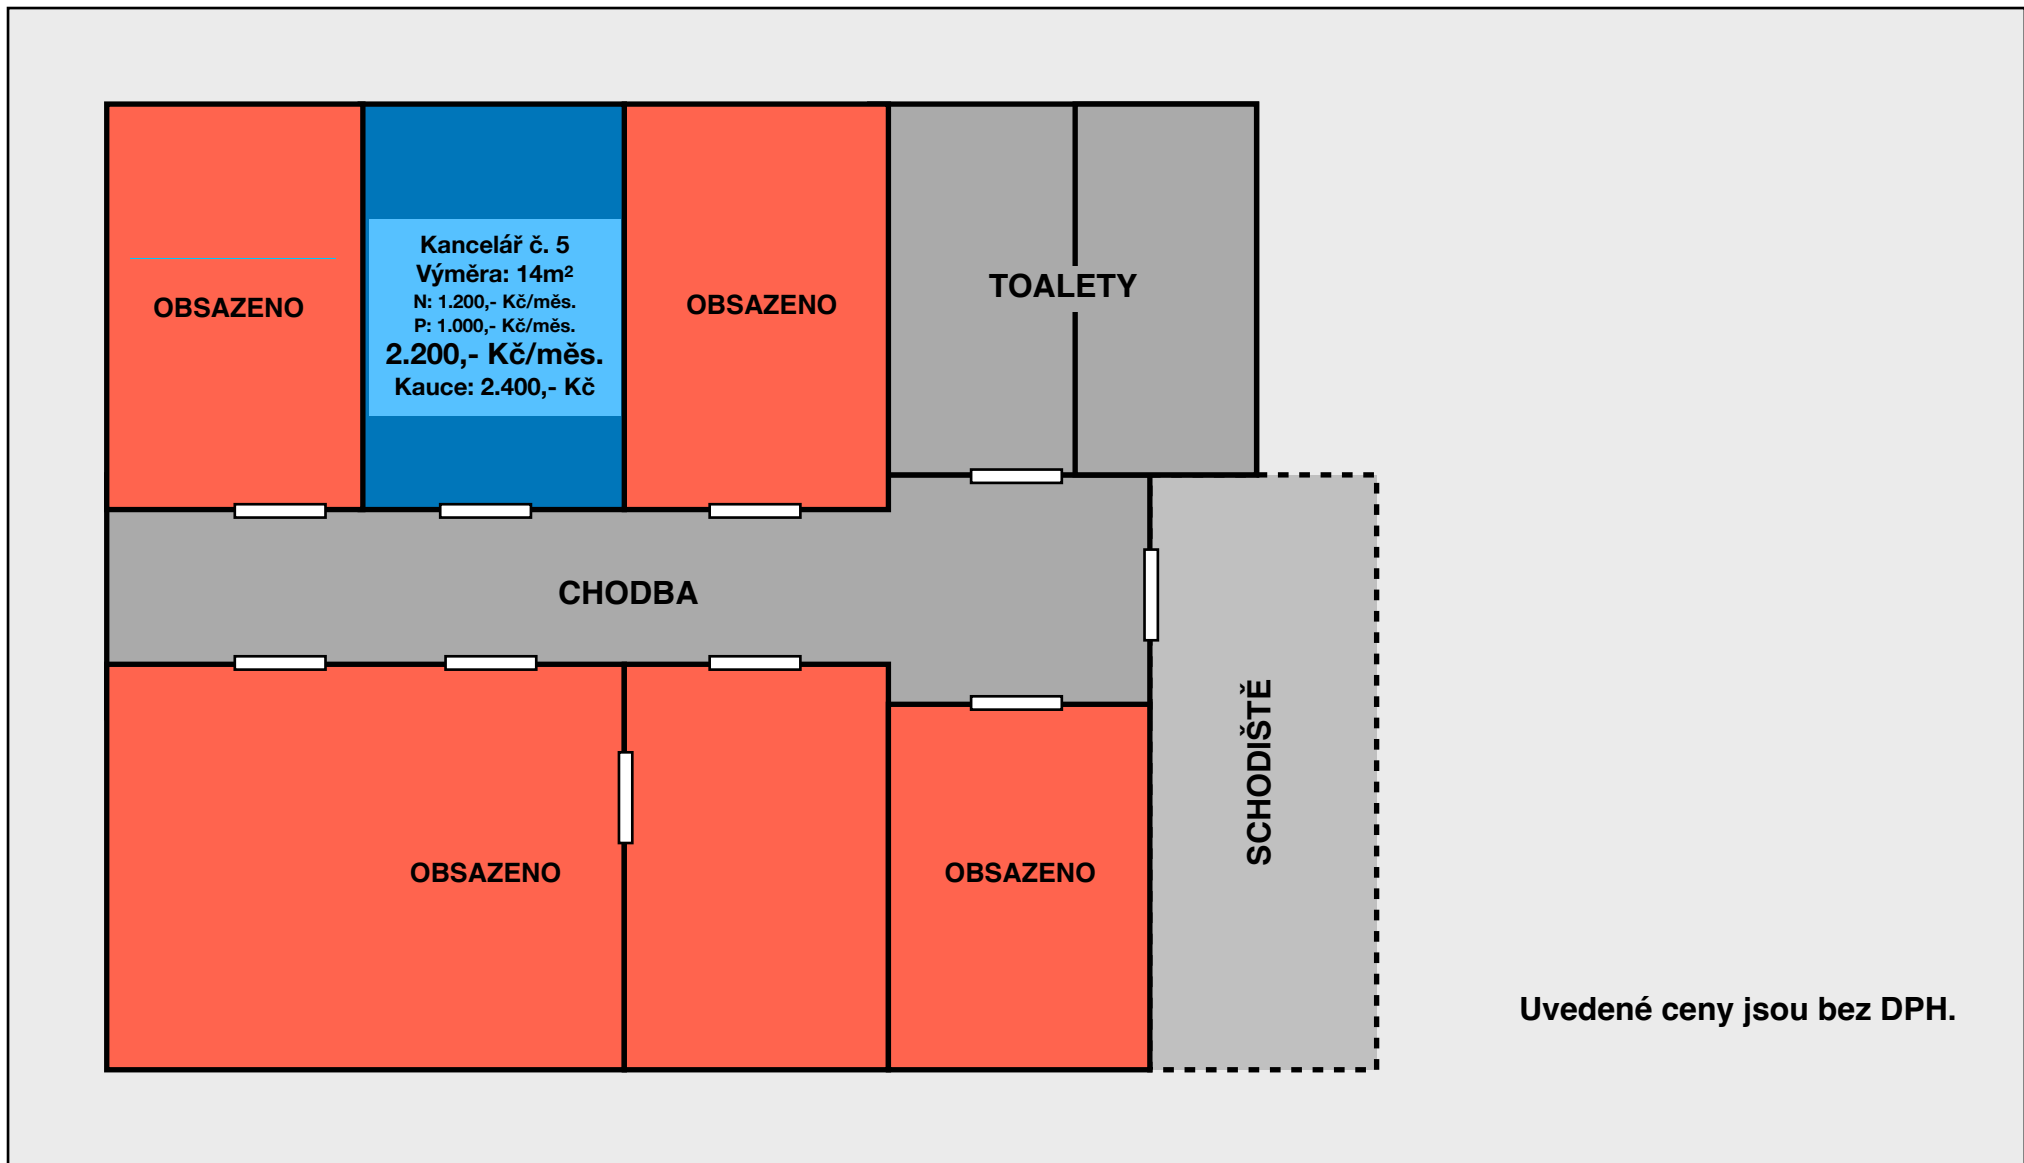 Kancelář č. 5
Výměra: 14m²
N: 1.200,- Kč/měs.
P: 1.000,- Kč/měs.
2.200,- Kč/měs.
Kauce: 2.400,- Kč
OBSAZENO
OBSAZENO
TOALETY
CHODBA
SCHODIŠTĚ
OBSAZENO
OBSAZENO
Uvedené ceny jsou bez DPH.